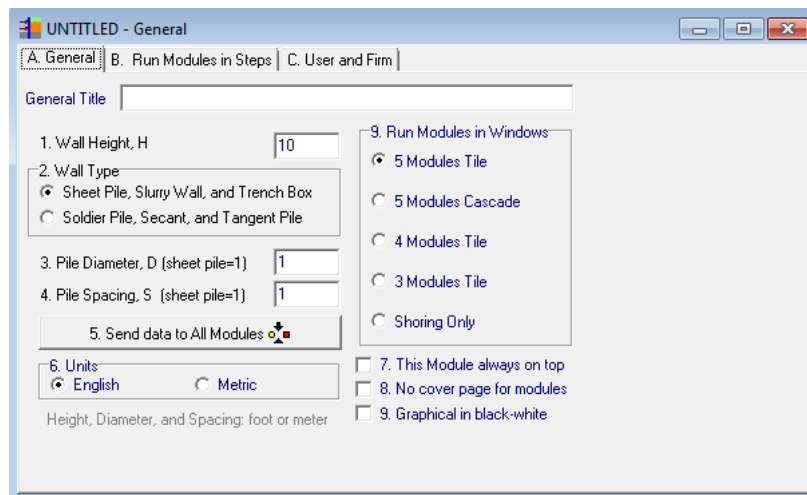 UNTITLED - General
A. General
B. Run Modules in Steps
C. User and Firm
General Title
1. Wall Height, H
10
2. Wall Type
Sheet Pile, Slurry Wall, and Trench Box
Soldier Pile, Secant, and Tangent Pile
3. Pile Diameter, D (sheet pile=1)
1
4. Pile Spacing, S (sheet pile=1)
1
5. Send data to All Modules
6. Units
English
Metric
Height, Diameter, and Spacing: foot or meter
9. Run Modules in Windows
5 Modules Tile
5 Modules Cascade
4 Modules Tile
3 Modules Tile
Shoring Only
7. This Module always on top
8. No cover page for modules
9. Graphical in black-white